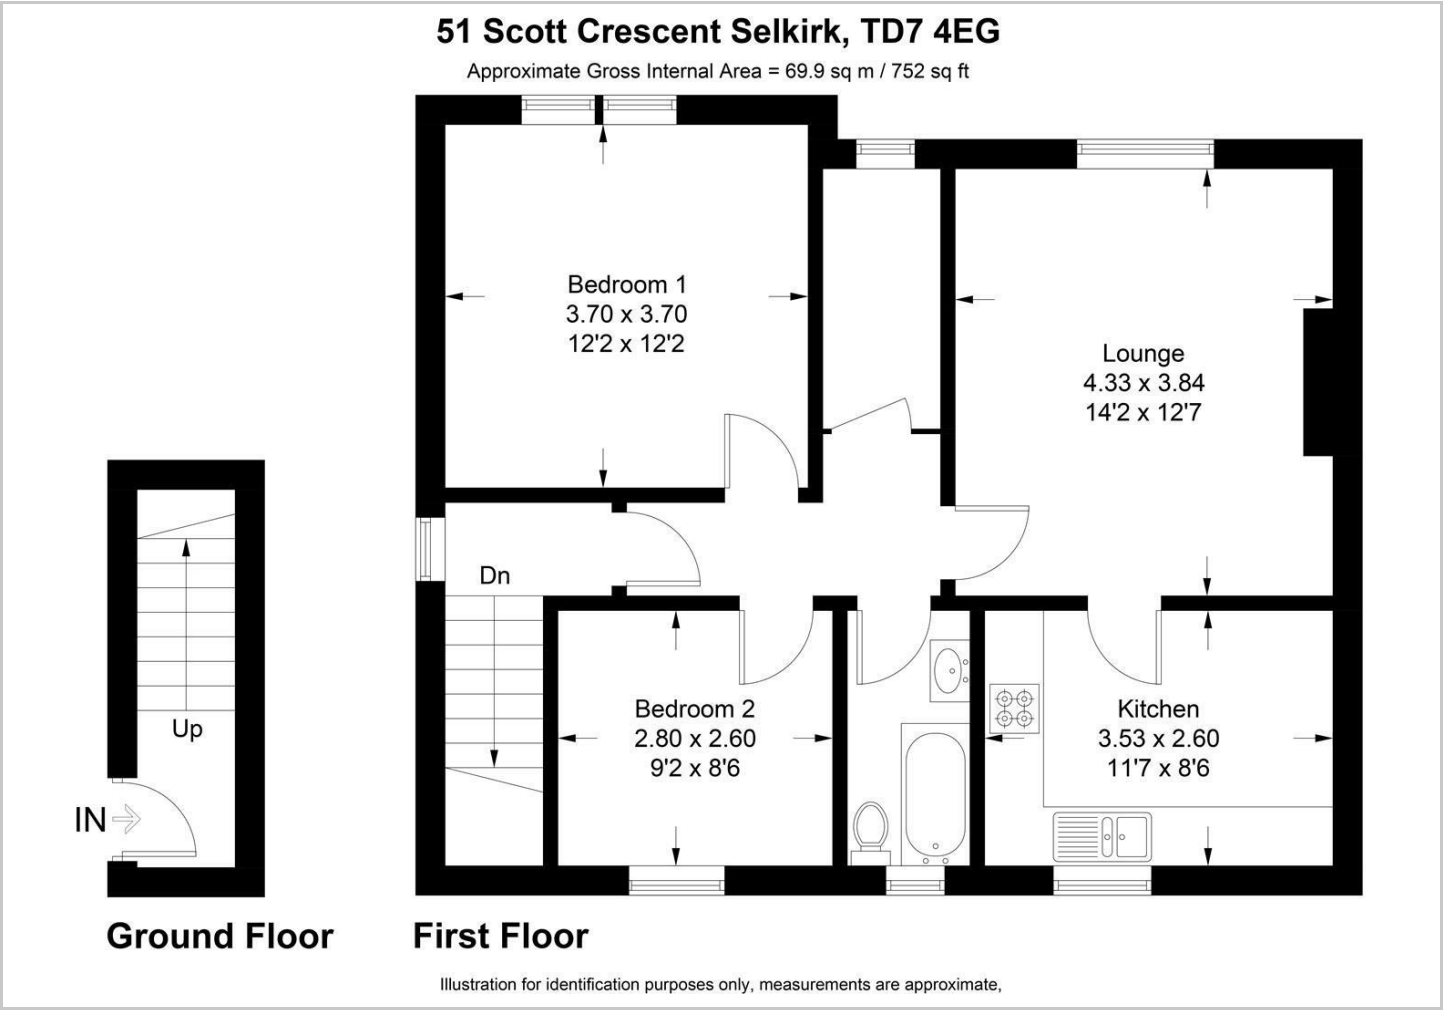 51 Scott Crescent Selkirk, TD7 4EG
Approximate Gross Internal Area = 69.9 sq m / 752 sq ft
Bedroom 1
3.70 x 3.70
12'2 x 12'2
Lounge
4.33 x 3.84
14'2 x 12'7
Dn
Up
IN
Bedroom 2
2.80 x 2.60
9'2 x 8'6
Kitchen
3.53 x 2.60
11'7 x 8'6
Ground Floor
First Floor
Illustration for identification purposes only, measurements are approximate,